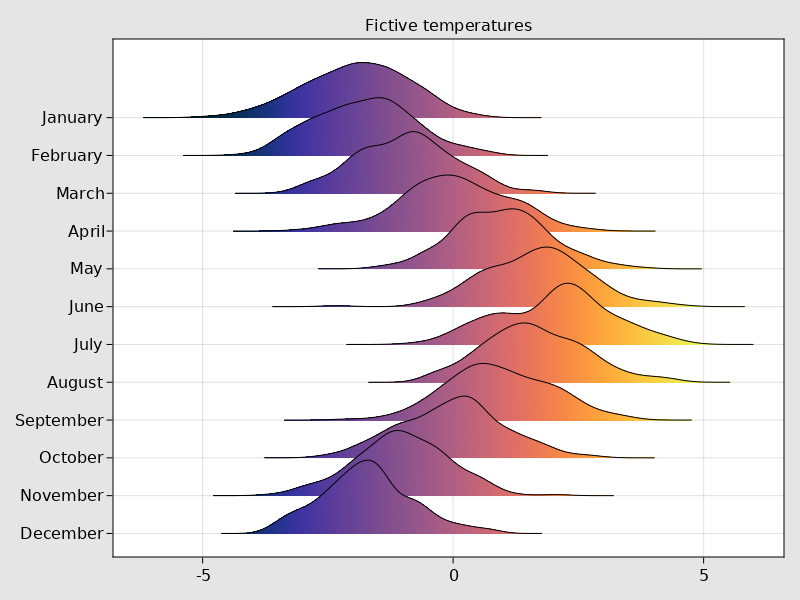 Fictive temperatures
January
February
March
April
May
June
July
August
September
October
November
December
-5 0 5